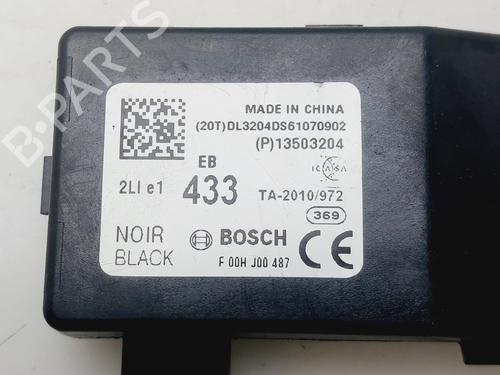 MADE IN CHINA
(20T)DL3204DS61070902
(P)13503204
EB
ICASA
2LI e1 433 TA-2010/972
369
NOIR
BLACK
BOSCH
F 00H J00 487
CE
B-PARTS